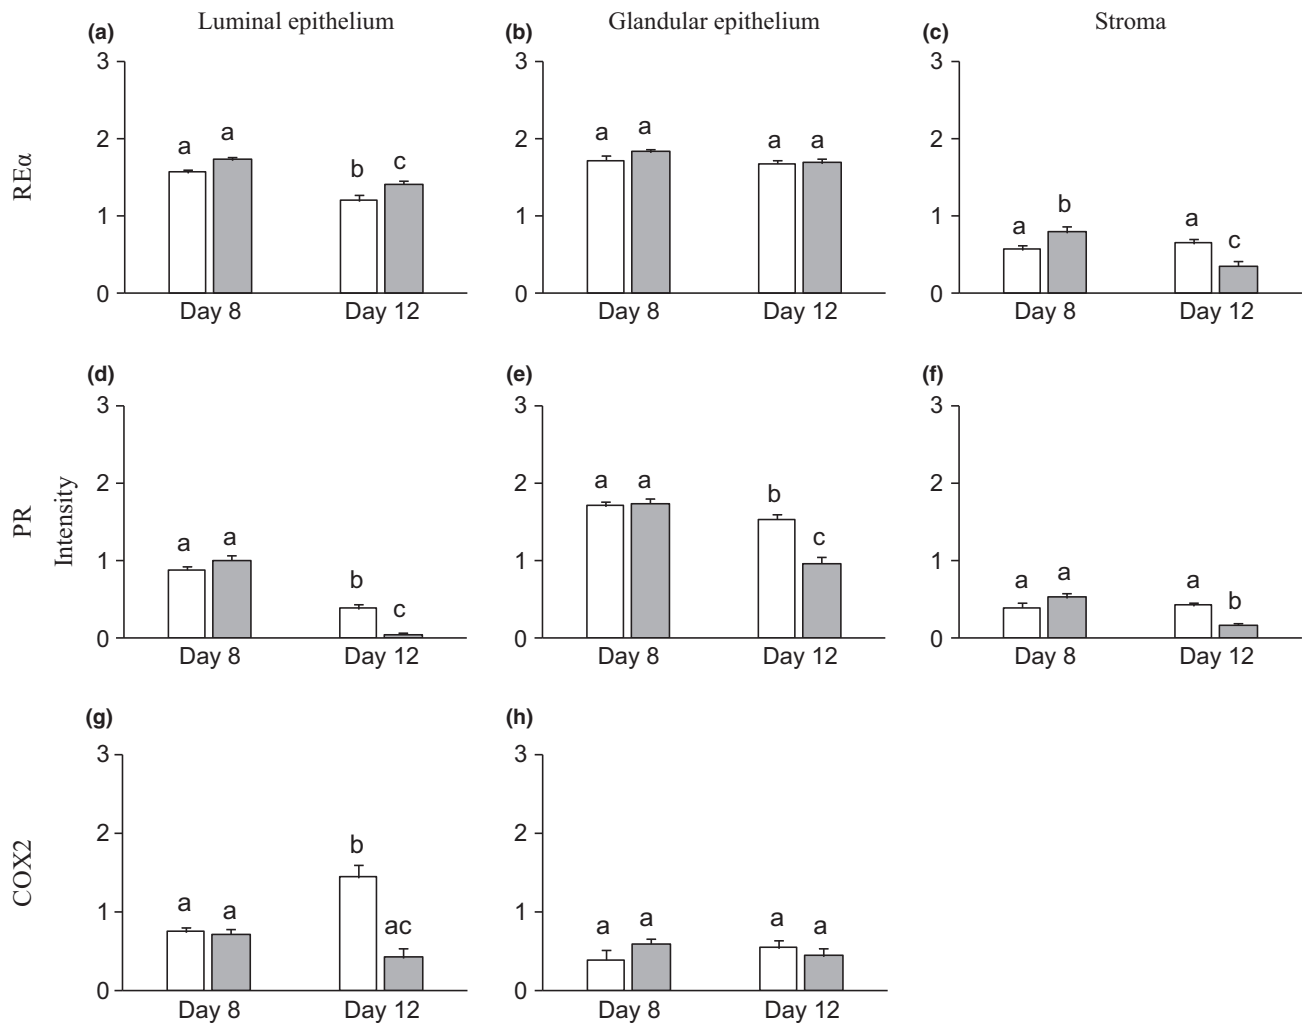 Luminal epithelium Glandular epithelium Stroma
(a) (b) (c)
REα
3 3 3
2 2 2
1 1 1
0 0 0
a a b c
a a a a
a b a c
Day 8 Day 12 Day 8 Day 12 Day 8 Day 12
(d) (e) (f)
PR
Intensity
3 3 3
2 2 2
1 1 1
0 0 0
a a b c
a a b c
a a a b
Day 8 Day 12 Day 8 Day 12 Day 8 Day 12
(g) (h)
COX2
3 3
2 2
1 1
0 0
a a b ac
a a a a
Day 8 Day 12 Day 8 Day 12